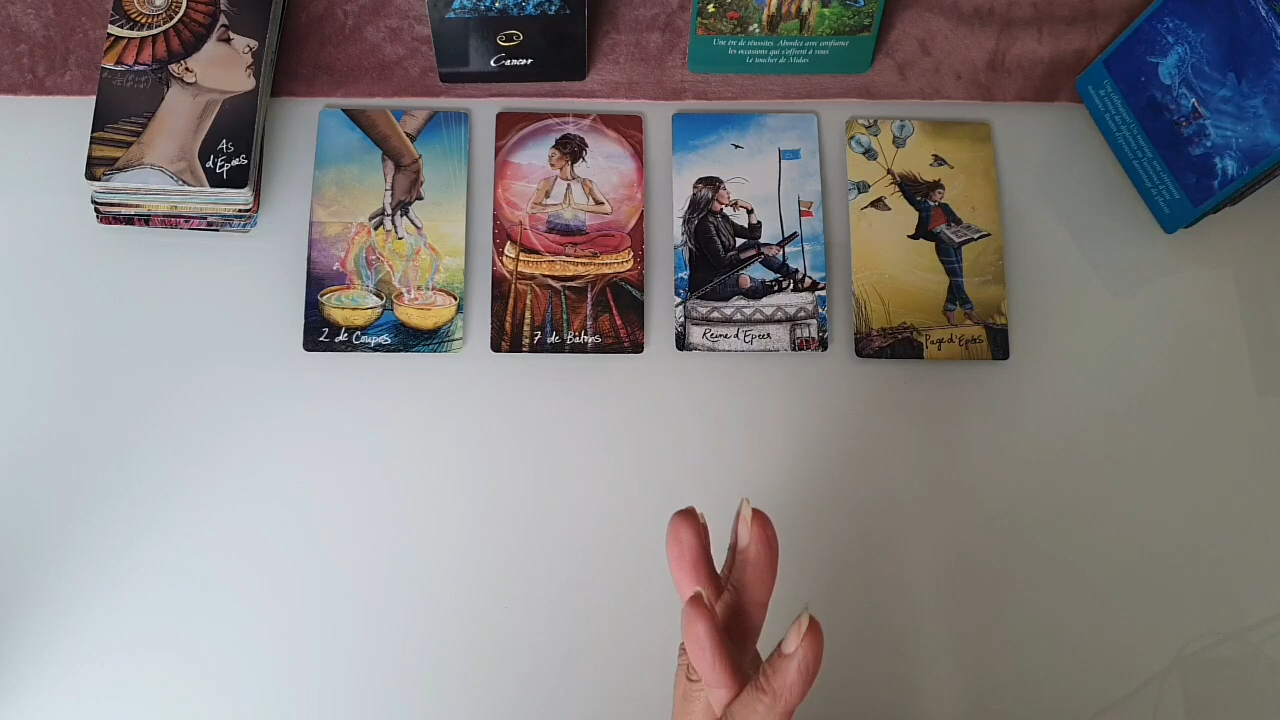 Cancer
Une ère de réussites. Abordez avec confiance
les occasions qui s'offrent à vous.
Le toucher de Midas.
As
d'Épées
2 de Coupes
7 de Bâtons
Reine d'Epées
Page d'Epées